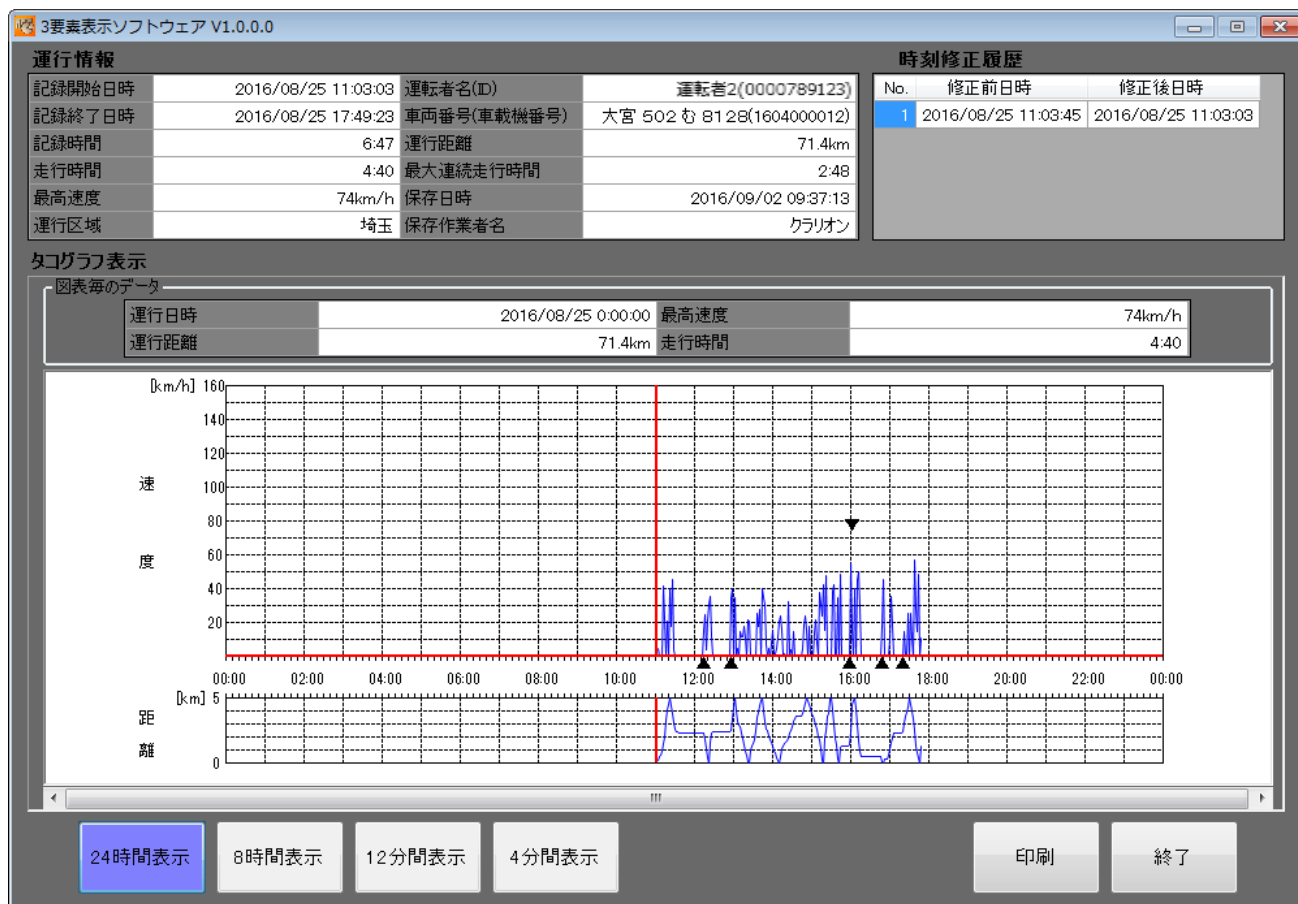 3要素表示ソフトウェア V1.0.0.0
運行情報
記録開始日時 2016/08/25 11:03:03 運転者名(ID) 運転者2(0000789123)
記録終了日時 2016/08/25 17:49:23 車両番号(車載機番号) 大宮 502 む 8128(1604000012)
記録時間 6:47 運行距離 71.4km
走行時間 4:40 最大連続走行時間 2:48
最高速度 74km/h 保存日時 2016/09/02 09:37:13
運行区域 埼玉 保存作業者名 クラリオン
時刻修正履歴
No. 修正前日時 修正後日時
1 2016/08/25 11:03:45 2016/08/25 11:03:03
タコグラフ表示
図表毎のデータ
運行日時 2016/08/25 0:00:00 最高速度 74km/h
運行距離 71.4km 走行時間 4:40
[km/h] 160
140
120
速 100
80
度 60
40
20
00:00 02:00 04:00 06:00 08:00 10:00 12:00 14:00 16:00 18:00 20:00 22:00 00:00
[km] 5
距
離 0
24時間表示 8時間表示 12分間表示 4分間表示 印刷 終了